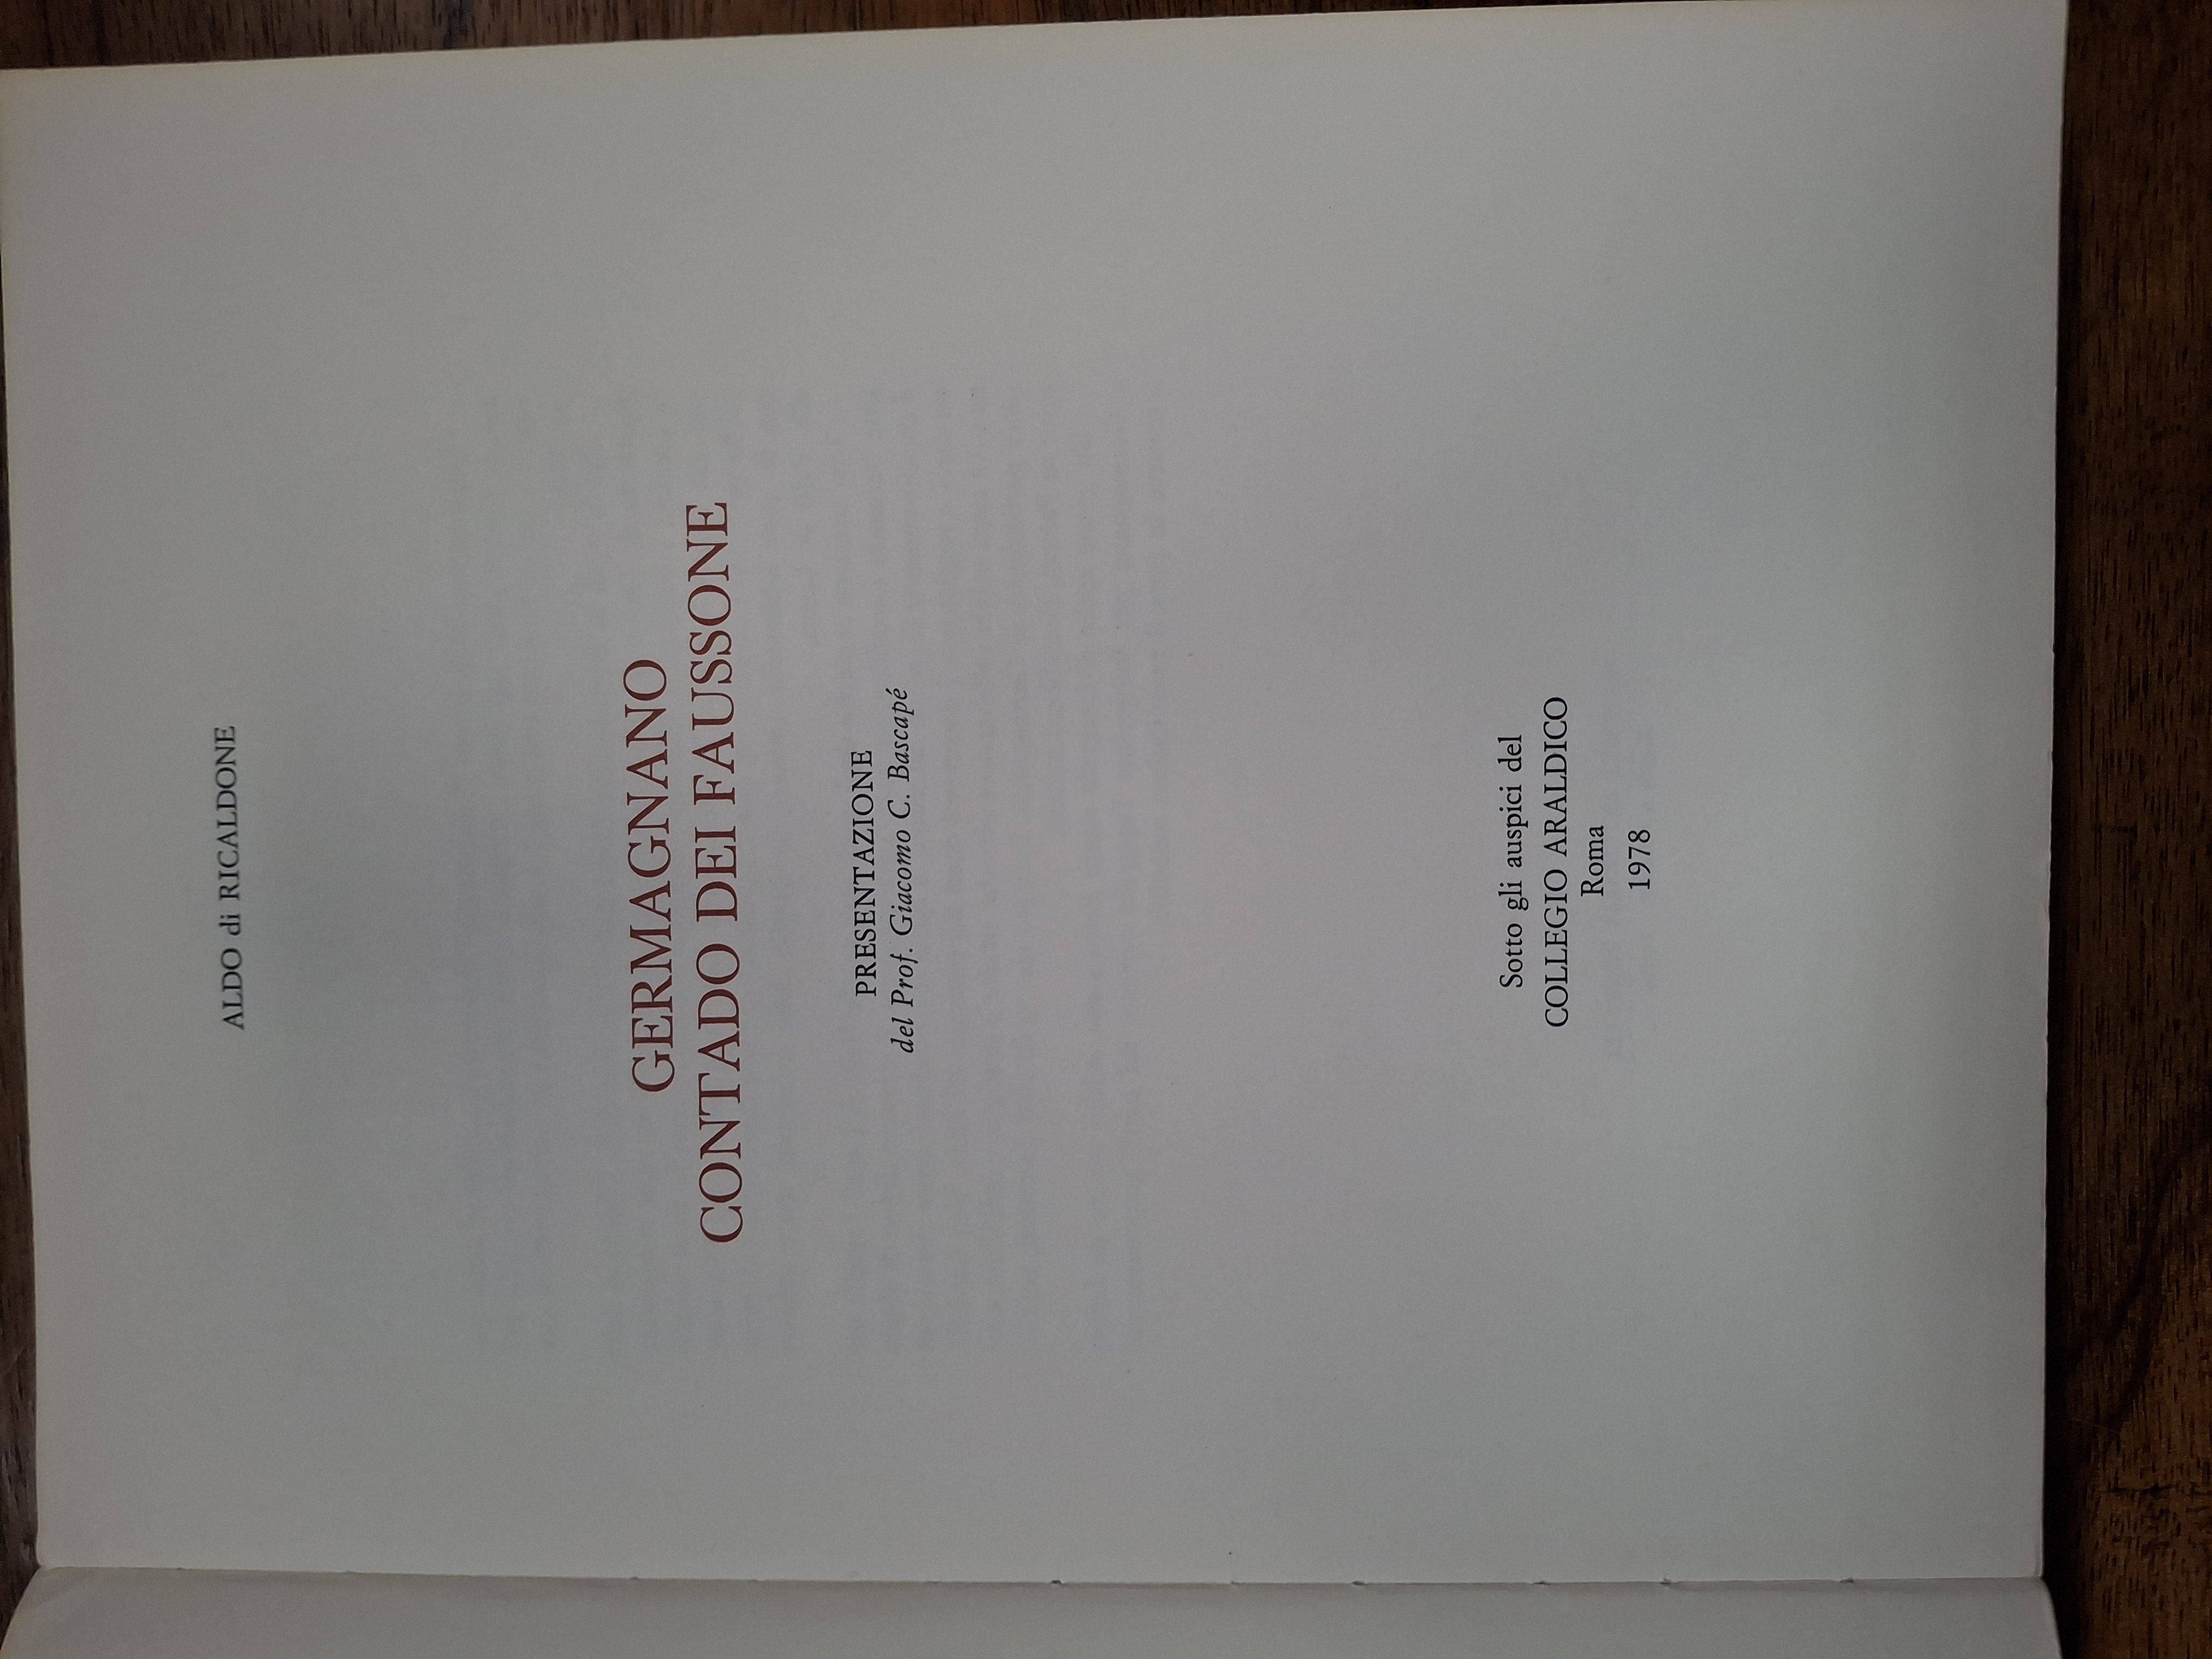 ALDO di RICALDONE
GERMAGNANO
CONTADO DEI FAUSSONE
PRESENTAZIONE
del Prof. Giacomo C. Bascapé
Sotto gli auspici del
COLLEGIO ARALDICO
Roma
1978